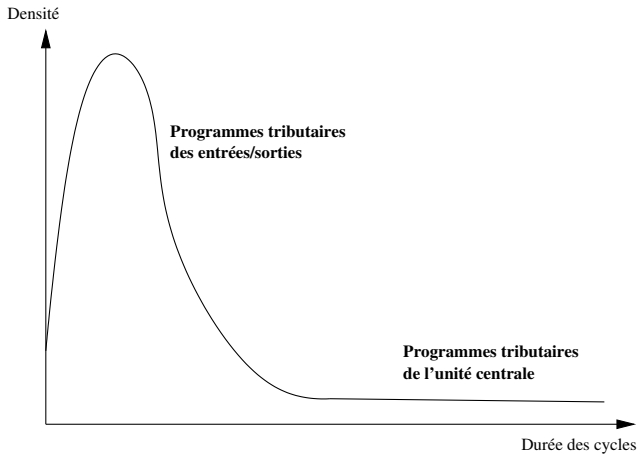 Densité
Programmes tributaires
des entrées/sorties
Programmes tributaires
de l'unité centrale
Durée des cycles